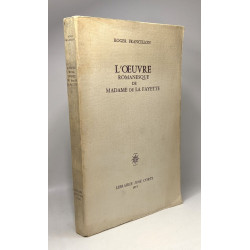 ROGER FRANCILLON
L'ŒUVRE
ROMANESQUE
DE
MADAME DE LA FAYETTE
LIBRAIRIE JOSÉ CORTI